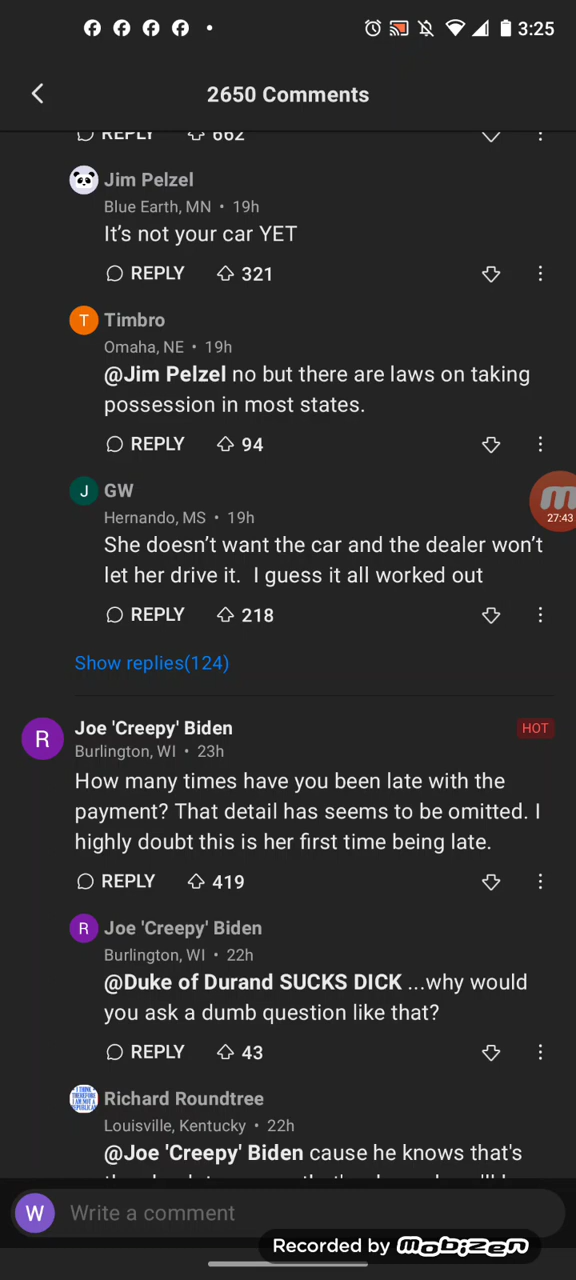 3:25
2650 Comments
REPLY 662
Jim Pelzel
Blue Earth, MN • 19h
It's not your car YET
REPLY 321
T Timbro
Omaha, NE • 19h
@Jim Pelzel no but there are laws on taking
possession in most states.
REPLY 94
J GW
Hernando, MS • 19h
27:43
She doesn't want the car and the dealer won't
let her drive it. I guess it all worked out
REPLY 218
Show replies(124)
R Joe 'Creepy' Biden HOT
Burlington, WI • 23h
How many times have you been late with the
payment? That detail has seems to be omitted. I
highly doubt this is her first time being late.
REPLY 419
R Joe 'Creepy' Biden
Burlington, WI • 22h
@Duke of Durand SUCKS DICK ...why would
you ask a dumb question like that?
REPLY 43
Richard Roundtree
Louisville, Kentucky • 22h
@Joe 'Creepy' Biden cause he knows that's
W Write a comment
Recorded by mobizen